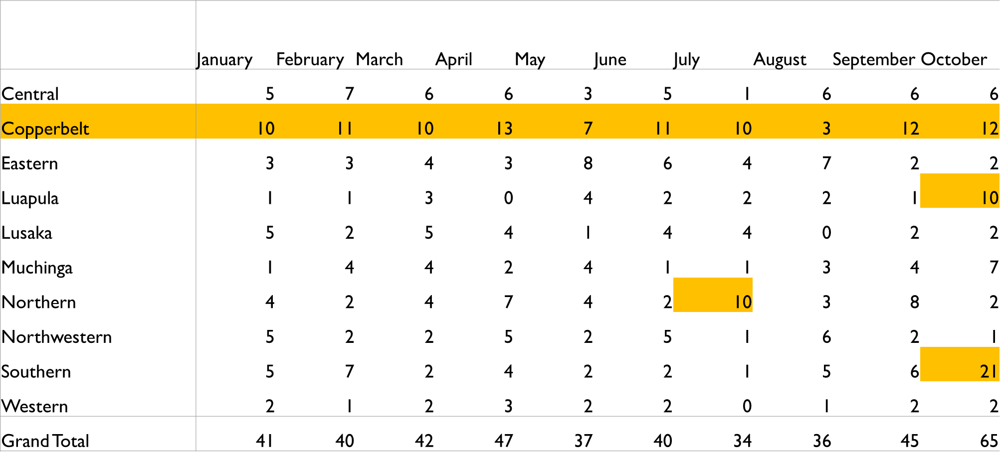 January February March April May June July August September October
Central 5 7 6 6 3 5 1 6 6 6
Copperbelt 10 11 10 13 7 11 10 3 12 12
Eastern 3 3 4 3 8 6 4 7 2 2
Luapula 1 1 3 0 4 2 2 2 1 10
Lusaka 5 2 5 4 1 4 4 0 2 2
Muchinga 1 4 4 2 4 1 1 3 4 7
Northern 4 2 4 7 4 2 10 3 8 2
Northwestern 5 2 2 5 2 5 1 6 2 1
Southern 5 7 2 4 2 2 1 5 6 21
Western 2 1 2 3 2 2 0 1 2 2
Grand Total 41 40 42 47 37 40 34 36 45 65